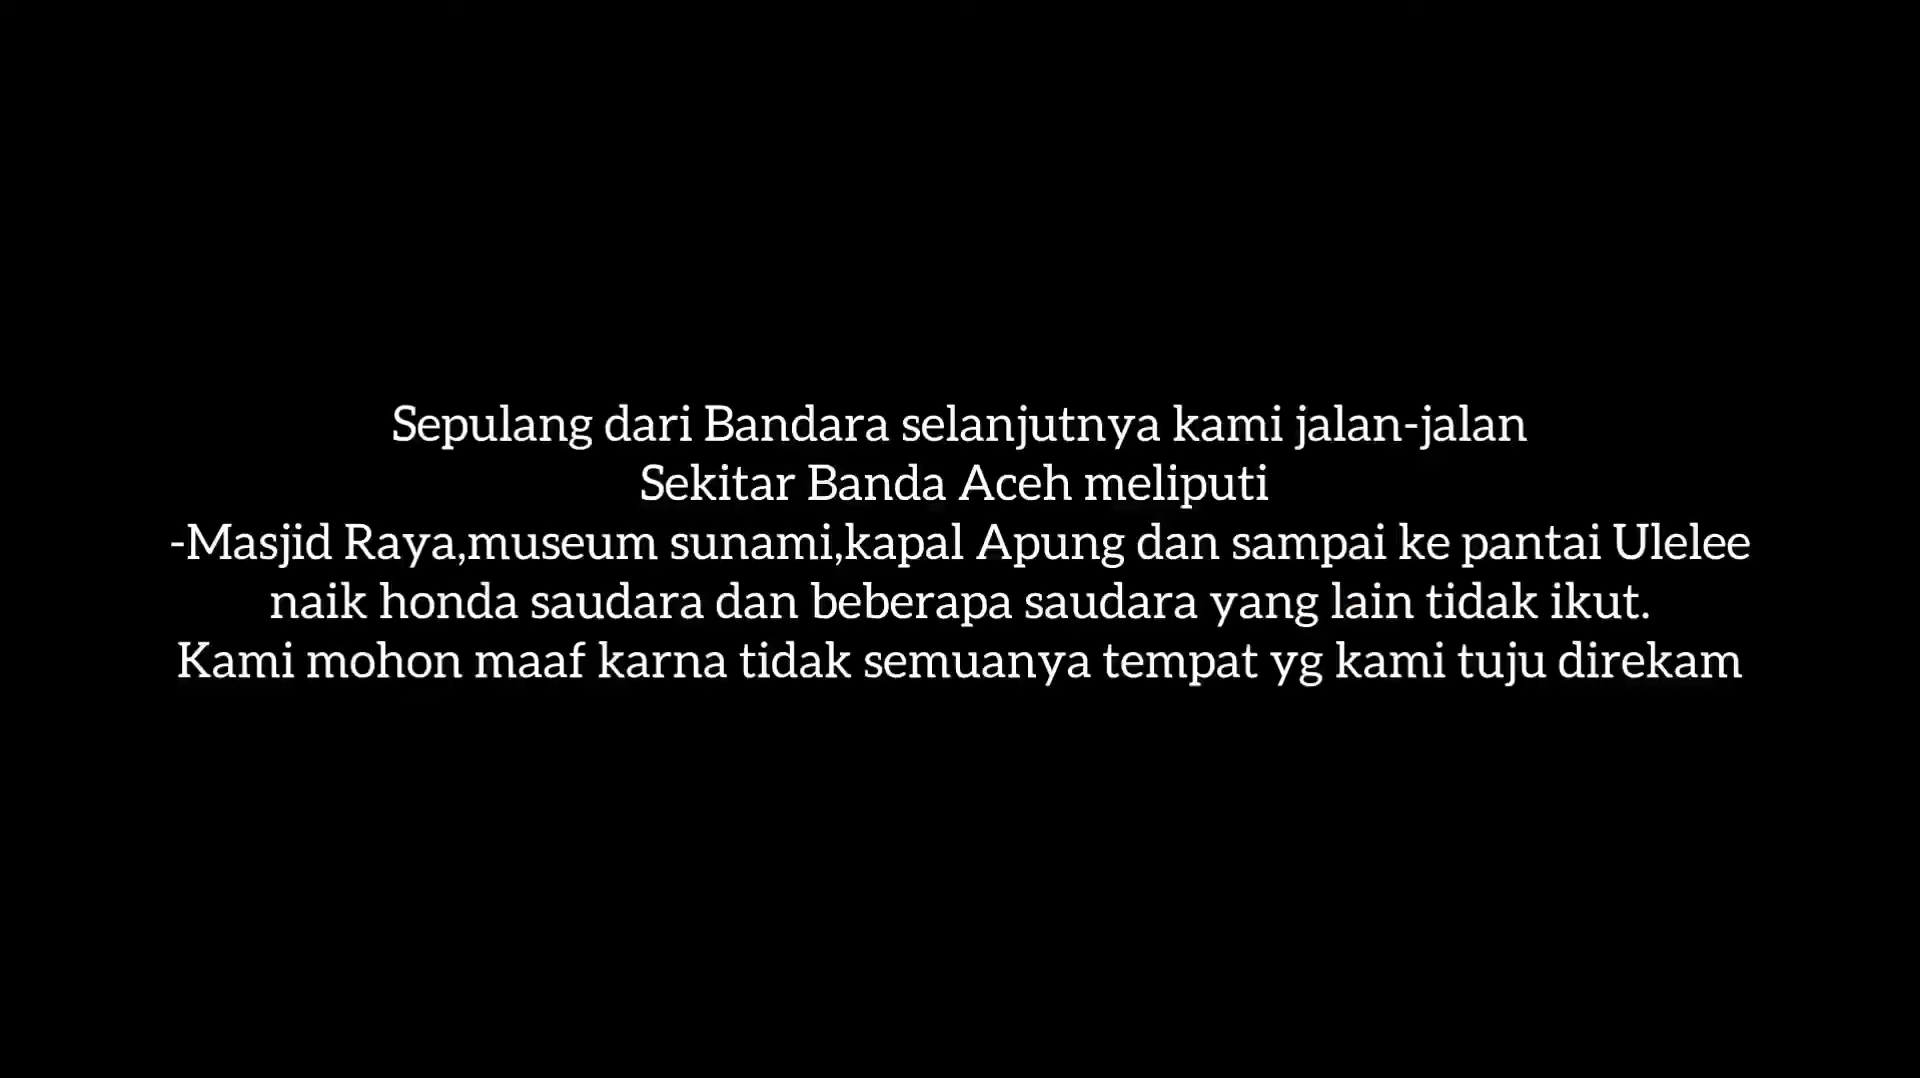 Sepulang dari Bandara selanjutnya kami jalan-jalan
Sekitar Banda Aceh meliputi
-Masjid Raya,museum sunami,kapal Apung dan sampai ke pantai Ulelee
naik honda saudara dan beberapa saudara yang lain tidak ikut.
Kami mohon maaf karna tidak semuanya tempat yg kami tuju direkam